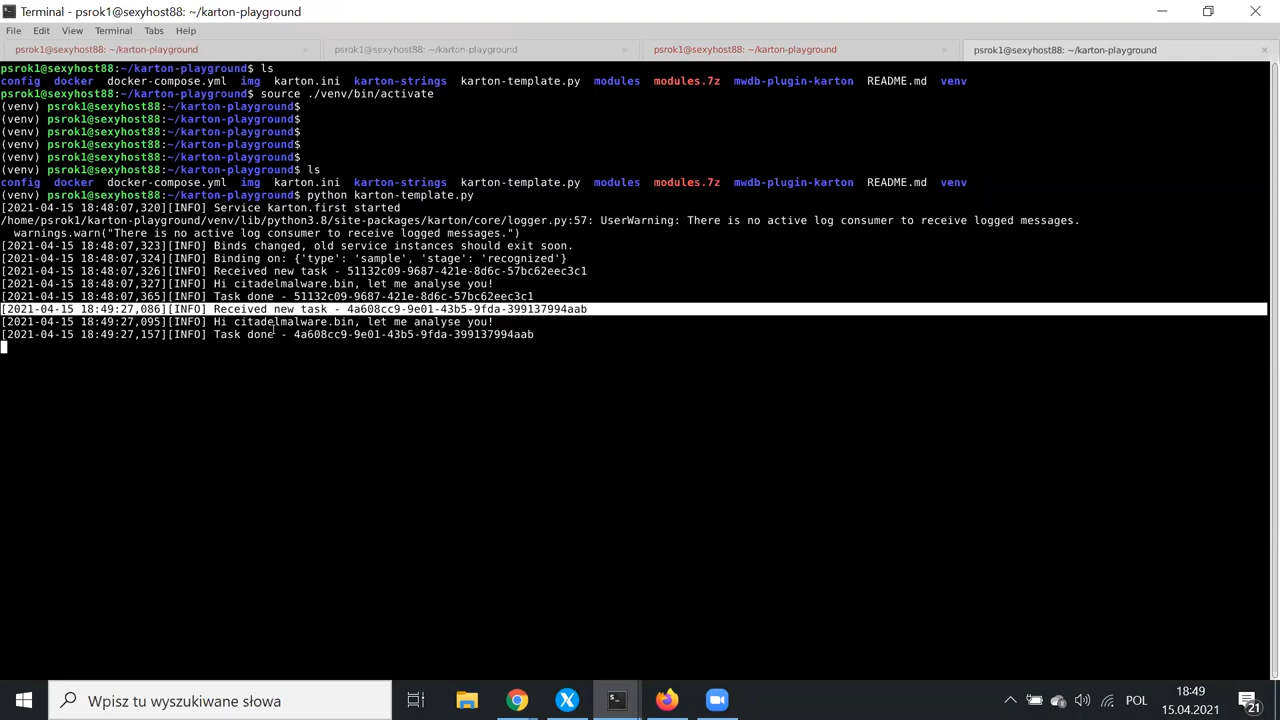 Terminal - psrok1@sexyhost88: ~/karton-playground
File Edit View Terminal Tabs Help
psrok1@sexyhost88: ~/karton-playground psrok1@sexyhost88: ~/karton-playground psrok1@sexyhost88: ~/karton-playground psrok1@sexyhost88: ~/karton-playground
psrok1@sexyhost88:~/karton-playground$ ls
config docker docker-compose.yml img karton.ini karton-strings karton-template.py modules modules.7z mwdb-plugin-karton README.md venv
psrok1@sexyhost88:~/karton-playground$ source ./venv/bin/activate
(venv) psrok1@sexyhost88:~/karton-playground$
(venv) psrok1@sexyhost88:~/karton-playground$
(venv) psrok1@sexyhost88:~/karton-playground$
(venv) psrok1@sexyhost88:~/karton-playground$
(venv) psrok1@sexyhost88:~/karton-playground$
(venv) psrok1@sexyhost88:~/karton-playground$ ls
config docker docker-compose.yml img karton.ini karton-strings karton-template.py modules modules.7z mwdb-plugin-karton README.md venv
(venv) psrok1@sexyhost88:~/karton-playground$ python karton-template.py
[2021-04-15 18:48:07,320][INFO] Service karton.first started
/home/psrok1/karton-playground/venv/lib/python3.8/site-packages/karton/core/logger.py:57: UserWarning: There is no active log consumer to receive logged messages.
warnings.warn("There is no active log consumer to receive logged messages.")
[2021-04-15 18:48:07,323][INFO] Binds changed, old service instances should exit soon.
[2021-04-15 18:48:07,324][INFO] Binding on: {'type': 'sample', 'stage': 'recognized'}
[2021-04-15 18:48:07,326][INFO] Received new task - 51132c09-9687-421e-8d6c-57bc62eec3c1
[2021-04-15 18:48:07,327][INFO] Hi citadelmalware.bin, let me analyse you!
[2021-04-15 18:48:07,365][INFO] Task done - 51132c09-9687-421e-8d6c-57bc62eec3c1
[2021-04-15 18:49:27,086][INFO] Received new task - 4a608cc9-9e01-43b5-9fda-399137994aab
[2021-04-15 18:49:27,095][INFO] Hi citadelmalware.bin, let me analyse you!
[2021-04-15 18:49:27,157][INFO] Task done - 4a608cc9-9e01-43b5-9fda-399137994aab
Wpisz tu wyszukiwane słowa
POL
18:49
15.04.2021
21